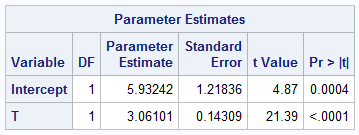 Parameter Estimates
Variable DF Parameter Estimate Standard Error t Value Pr > |t|
Intercept 1 5.93242 1.21836 4.87 0.0004
T 1 3.06101 0.14309 21.39 <.0001